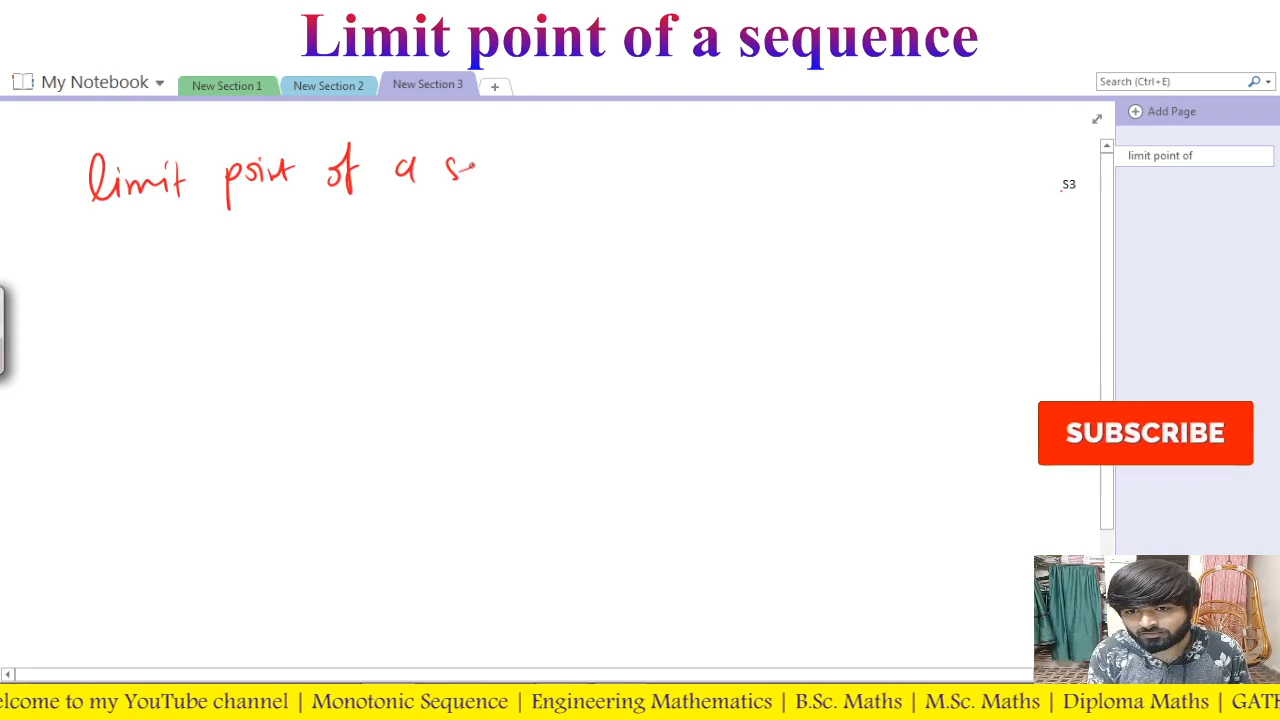 Limit point of a sequence
My Notebook
New Section 1
New Section 2
New Section 3
+
Search (Ctrl+E)
Add Page
limit point of a s
limit point of
S3
SUBSCRIBE
elcome to my YouTube channel | Monotonic Sequence | Engineering Mathematics | B.Sc. Maths | M.Sc. Maths | Diploma Maths | GATE